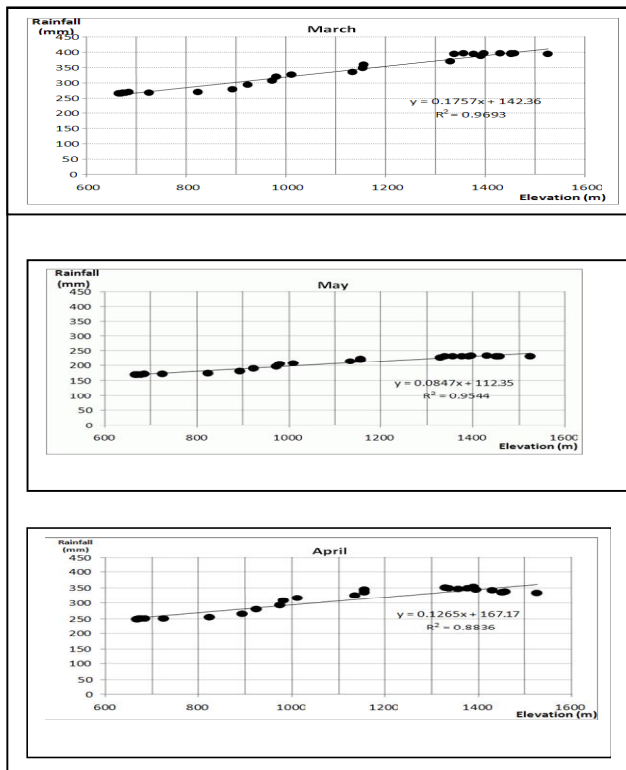 Rainfall
(mm)
March
450
400
350
300
250
200
150
100
50
0
y = 0.1757x + 142.36
R² = 0.9693
600 800 1000 1200 1400 1600
Elevation (m)
Rainfall
(mm)
May
450
400
350
300
250
200
150
100
50
0
y = 0.0847x + 112.35
R² = 0.9544
600 800 1000 1200 1400 1600
Elevation (m)
Rainfall
(mm)
April
450
400
350
300
250
200
150
100
50
0
y = 0.1265x + 167.17
R² = 0.8836
600 800 1000 1200 1400 1600
Elevation (m)